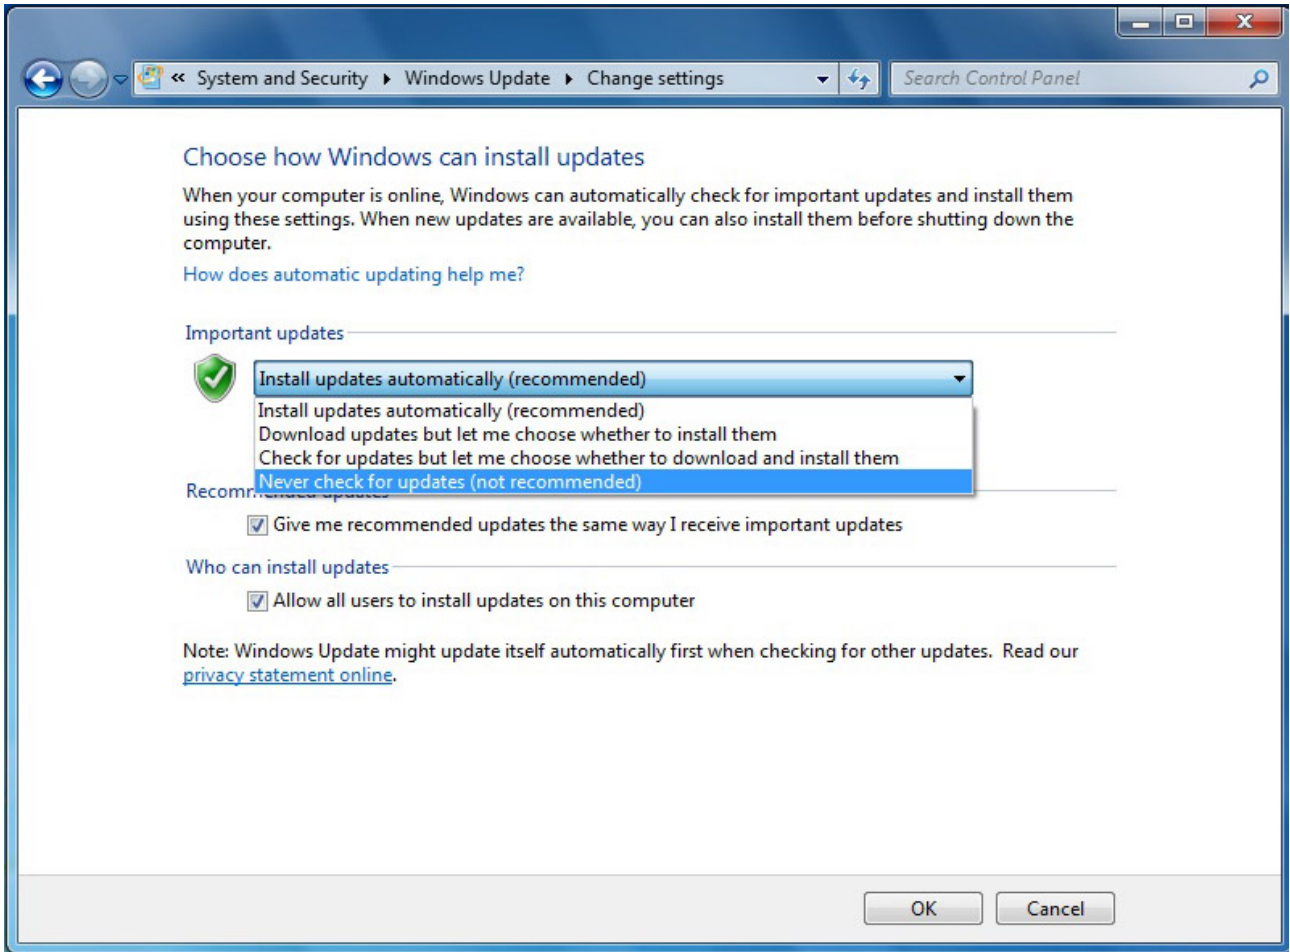 « System and Security ▸ Windows Update ▸ Change settings
Search Control Panel
Choose how Windows can install updates
When your computer is online, Windows can automatically check for important updates and install them
using these settings. When new updates are available, you can also install them before shutting down the
computer.
How does automatic updating help me?
Important updates
Install updates automatically (recommended)
Install updates automatically (recommended)
Download updates but let me choose whether to install them
Check for updates but let me choose whether to download and install them
Never check for updates (not recommended)
Recommended updates
Give me recommended updates the same way I receive important updates
Who can install updates
Allow all users to install updates on this computer
Note: Windows Update might update itself automatically first when checking for other updates.  Read our
privacy statement online.
OK
Cancel